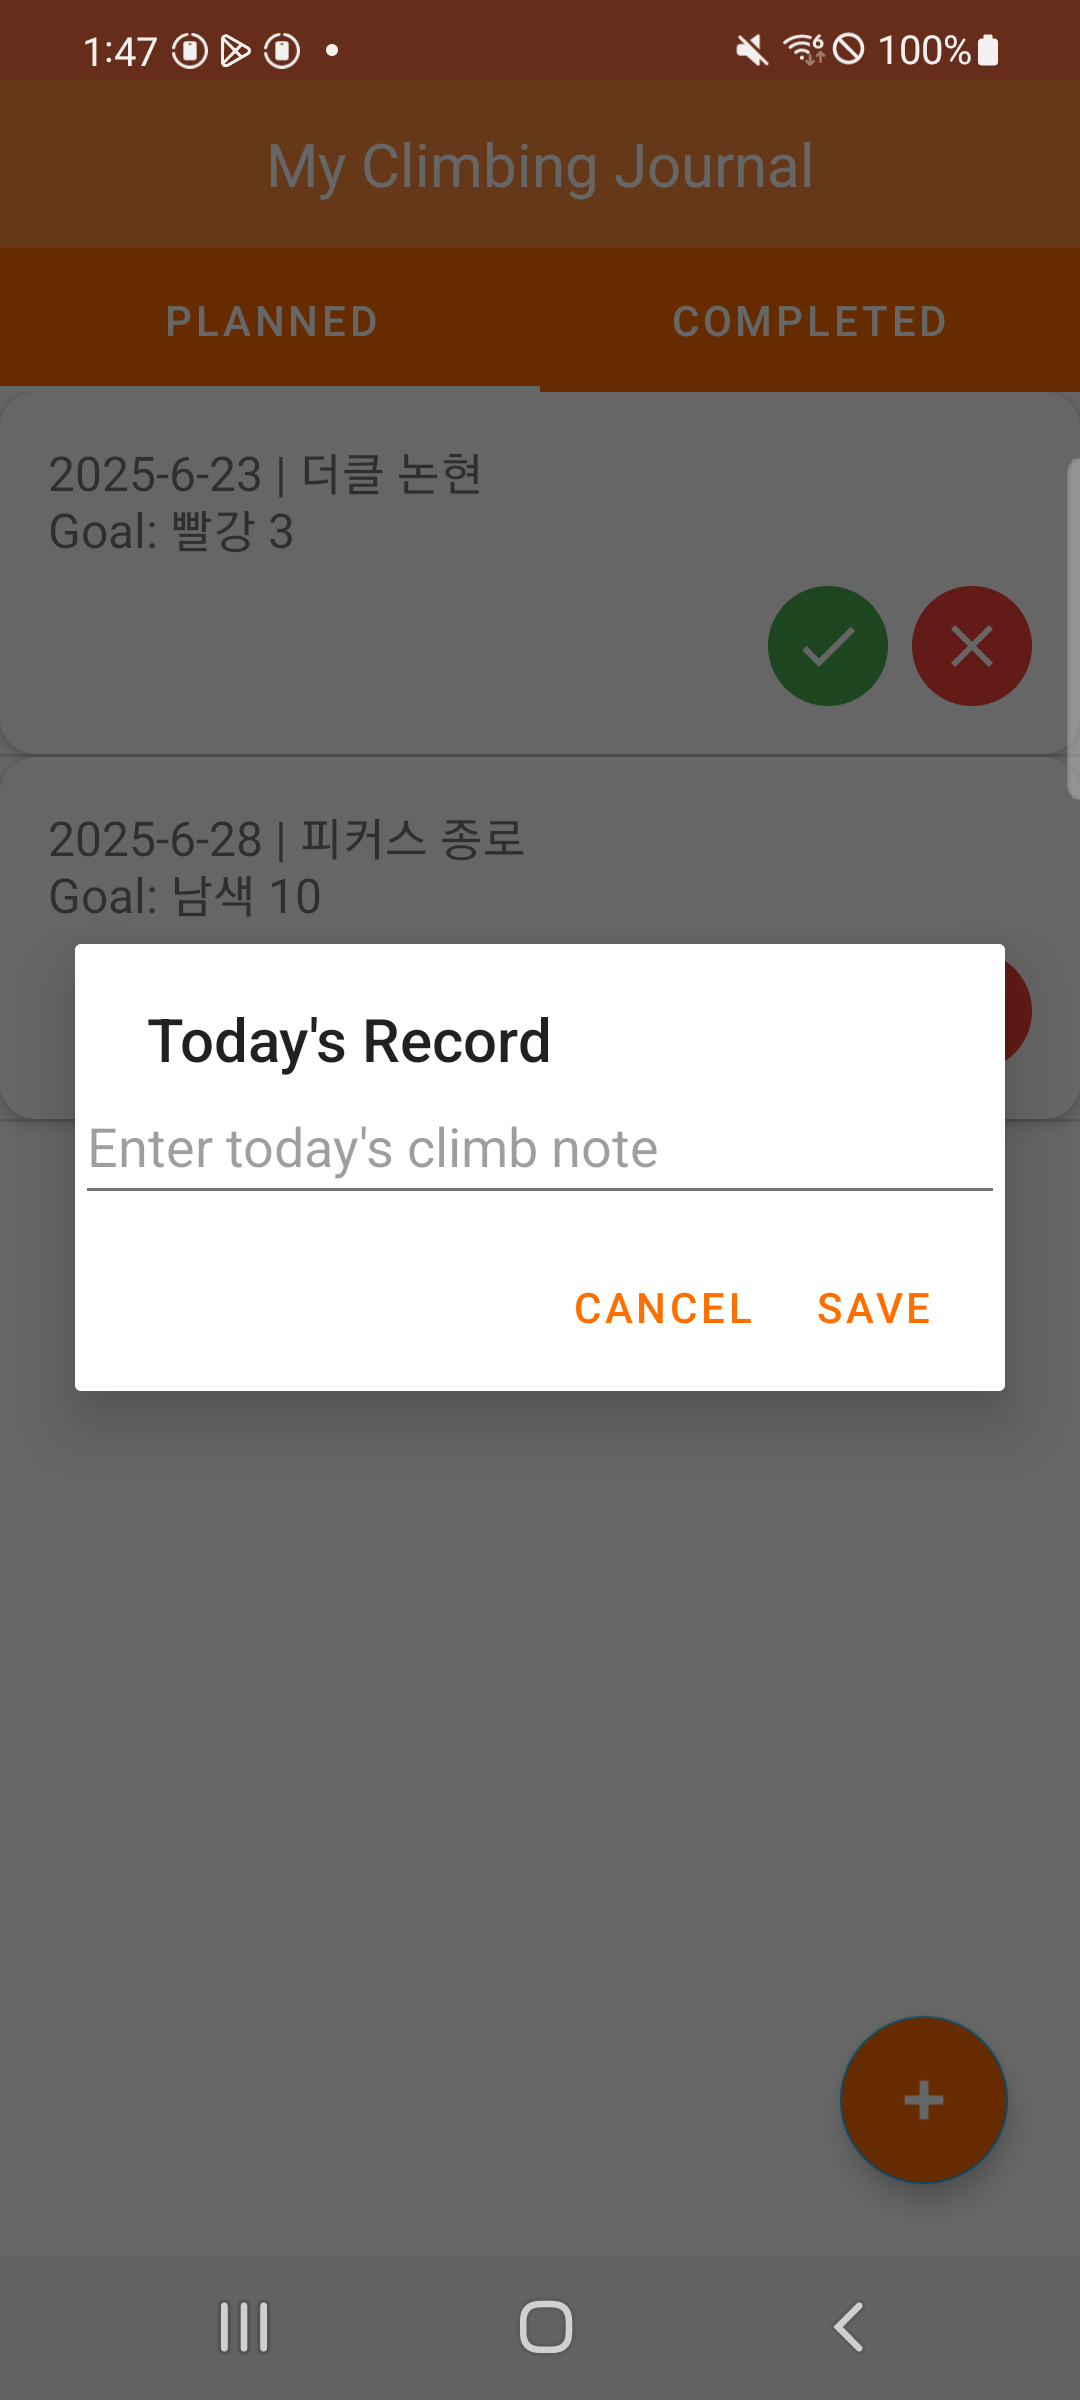 1:47
100%
My Climbing Journal
PLANNED
COMPLETED
2025-6-23 | 더클 논현
Goal: 빨강 3
2025-6-28 | 피커스 종로
Goal: 남색 10
Today's Record
Enter today's climb note
CANCEL
SAVE